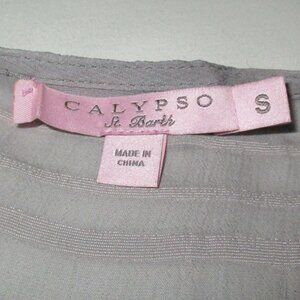 CALYPSO
St. Barth
S
MADE IN
CHINA